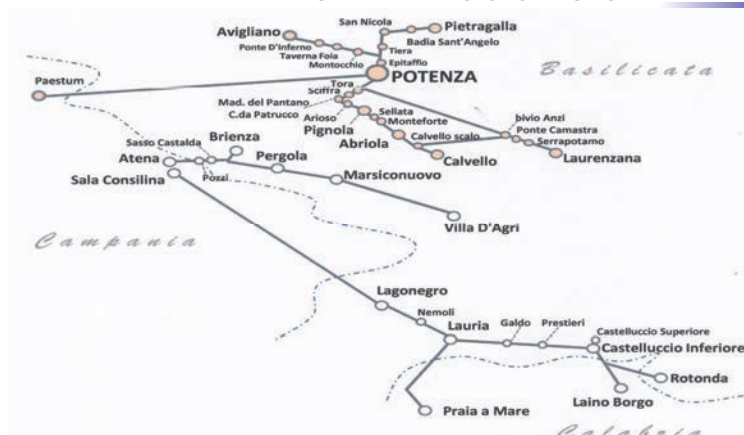 San Nicola
Pietragalla
Avigliano
Badia Sant'Angelo
Ponte D'Inferno
Taverna Foia
Tiera
Montocchio
Epitaffio
POTENZA
Basilicata
Paestum
Tora
Sciffra
Mad. del Pantano
C.da Patrucco
Arioso
Sellata
Monteforte
Pignola
bivio Anzi
Ponte Camastra
Serrapotamo
Abriola
Calvello scalo
Calvello
Laurenzana
Sasso Castalda
Brienza
Atena
Pergola
Pozzi
Sala Consilina
Marsiconuovo
Villa D'Agri
Campania
Lagonegro
Nemoli
Lauria
Galdo
Prestieri
Castelluccio Superiore
Castelluccio Inferiore
Rotonda
Laino Borgo
Praia a Mare
Calabria